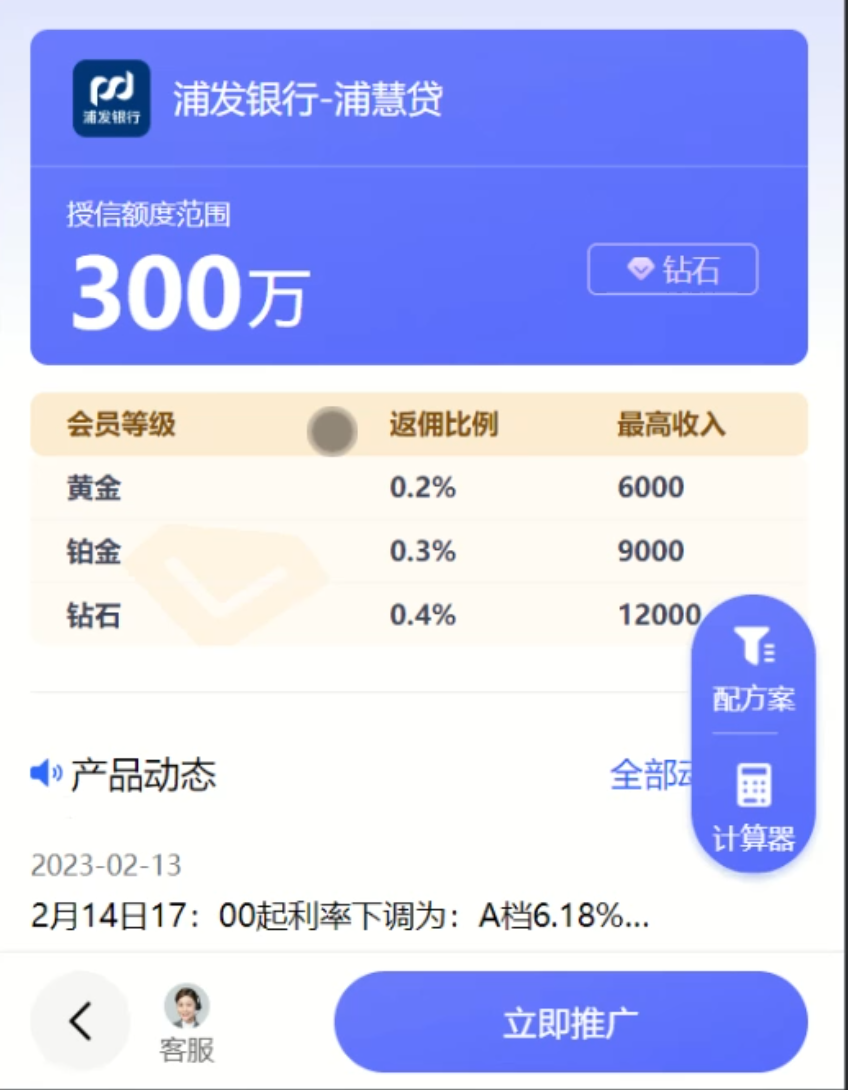 浦发银行
浦发银行-浦慧贷
授信额度范围
300万
钻石
会员等级 返佣比例 最高收入
黄金 0.2% 6000
铂金 0.3% 9000
钻石 0.4% 12000
配方案
产品动态 全部
计算器
2023-02-13
2月14日17：00起利率下调为：A档6.18%...
客服
立即推广